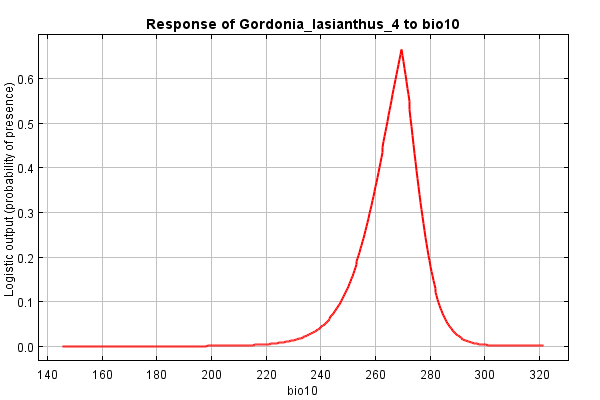 Response of Gordonia_lasianthus_4 to bio10
Logistic output (probability of presence)
0.6
0.5
0.4
0.3
0.2
0.1
0.0
140 160 180 200 220 240 260 280 300 320
bio10